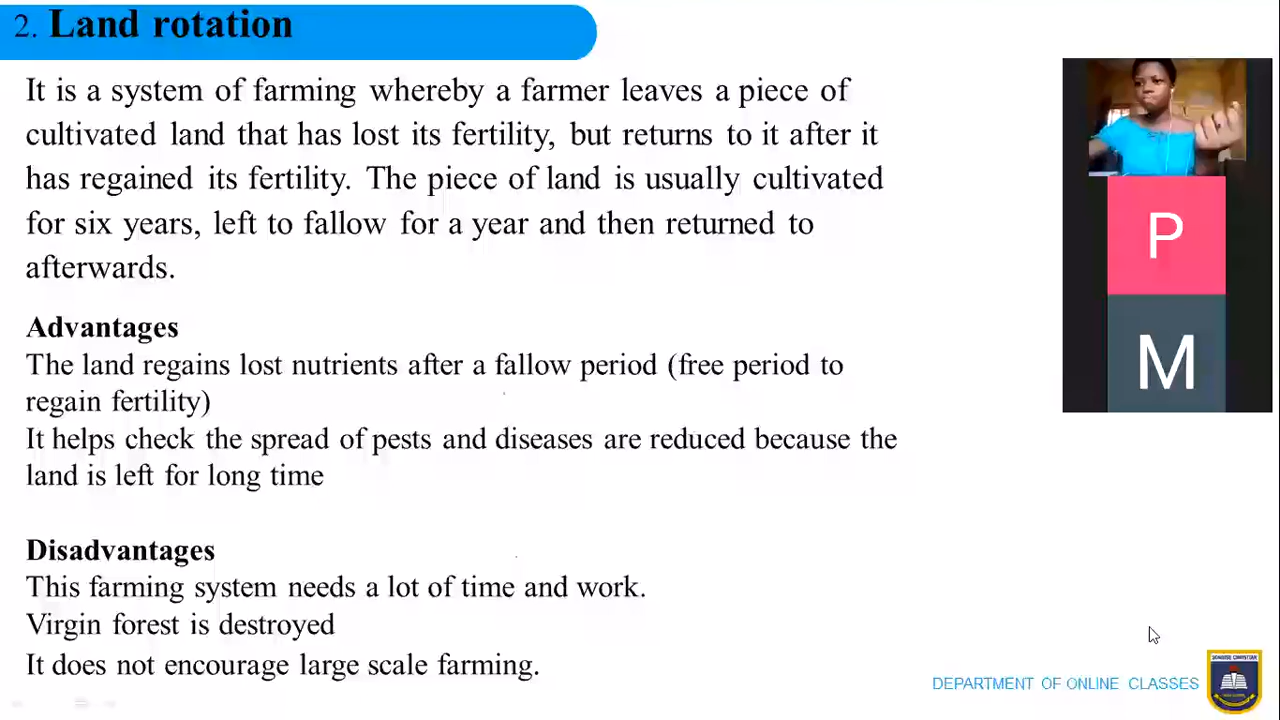 2. Land rotation
It is a system of farming whereby a farmer leaves a piece of
cultivated land that has lost its fertility, but returns to it after it
has regained its fertility. The piece of land is usually cultivated
for six years, left to fallow for a year and then returned to
afterwards.
Advantages
The land regains lost nutrients after a fallow period (free period to
regain fertility)
It helps check the spread of pests and diseases are reduced because the
land is left for long time
Disadvantages
This farming system needs a lot of time and work.
Virgin forest is destroyed
It does not encourage large scale farming.
P
M
DEPARTMENT OF ONLINE CLASSES